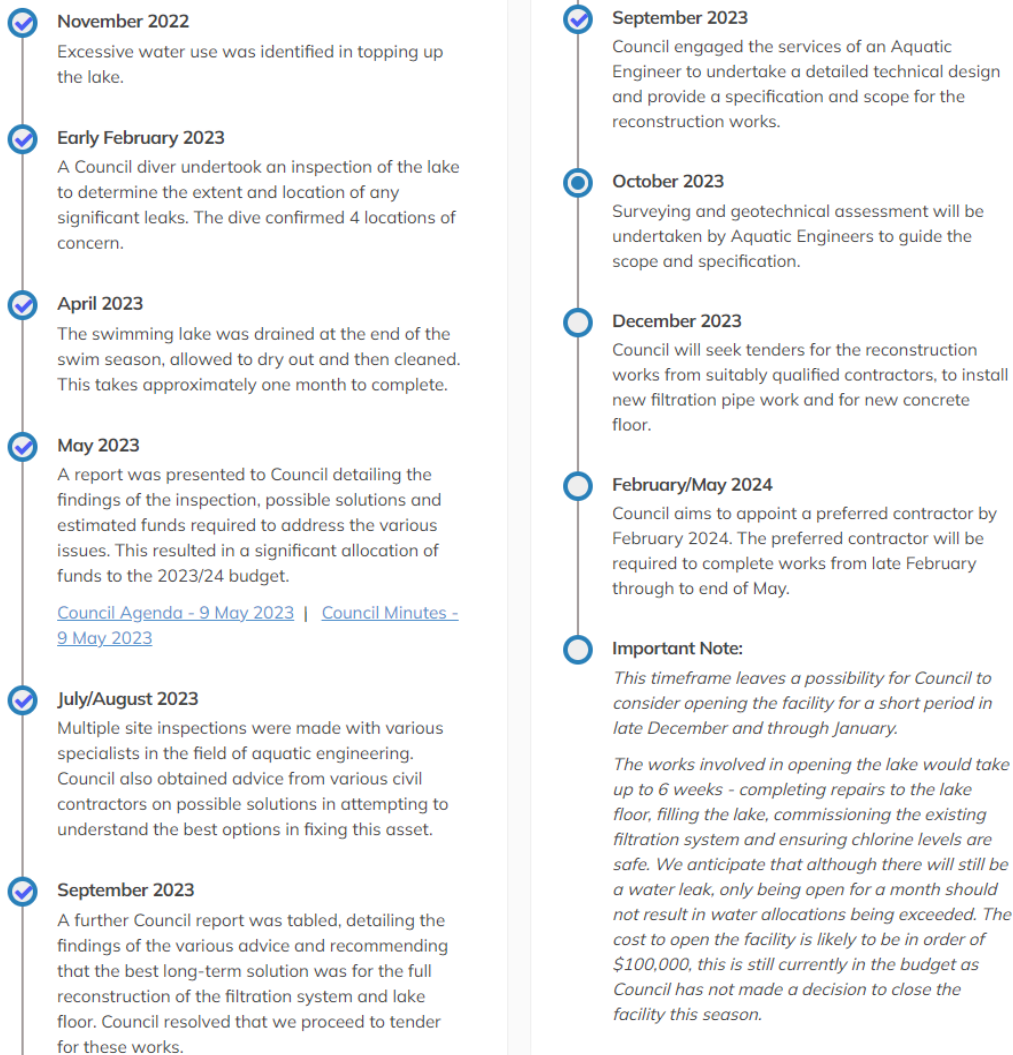 November 2022
Excessive water use was identified in topping up
the lake.
Early February 2023
A Council diver undertook an inspection of the lake
to determine the extent and location of any
significant leaks. The dive confirmed 4 locations of
concern.
April 2023
The swimming lake was drained at the end of the
swim season, allowed to dry out and then cleaned.
This takes approximately one month to complete.
May 2023
A report was presented to Council detailing the
findings of the inspection, possible solutions and
estimated funds required to address the various
issues. This resulted in a significant allocation of
funds to the 2023/24 budget.
Council Agenda - 9 May 2023 | Council Minutes -
9 May 2023
July/August 2023
Multiple site inspections were made with various
specialists in the field of aquatic engineering.
Council also obtained advice from various civil
contractors on possible solutions in attempting to
understand the best options in fixing this asset.
September 2023
A further Council report was tabled, detailing the
findings of the various advice and recommending
that the best long-term solution was for the full
reconstruction of the filtration system and lake
floor. Council resolved that we proceed to tender
for these works.
September 2023
Council engaged the services of an Aquatic
Engineer to undertake a detailed technical design
and provide a specification and scope for the
reconstruction works.
October 2023
Surveying and geotechnical assessment will be
undertaken by Aquatic Engineers to guide the
scope and specification.
December 2023
Council will seek tenders for the reconstruction
works from suitably qualified contractors, to install
new filtration pipe work and for new concrete
floor.
February/May 2024
Council aims to appoint a preferred contractor by
February 2024. The preferred contractor will be
required to complete works from late February
through to end of May.
Important Note:
This timeframe leaves a possibility for Council to
consider opening the facility for a short period in
late December and through January.
The works involved in opening the lake would take
up to 6 weeks - completing repairs to the lake
floor, filling the lake, commissioning the existing
filtration system and ensuring chlorine levels are
safe. We anticipate that although there will still be
a water leak, only being open for a month should
not result in water allocations being exceeded. The
cost to open the facility is likely to be in order of
$100,000, this is still currently in the budget as
Council has not made a decision to close the
facility this season.